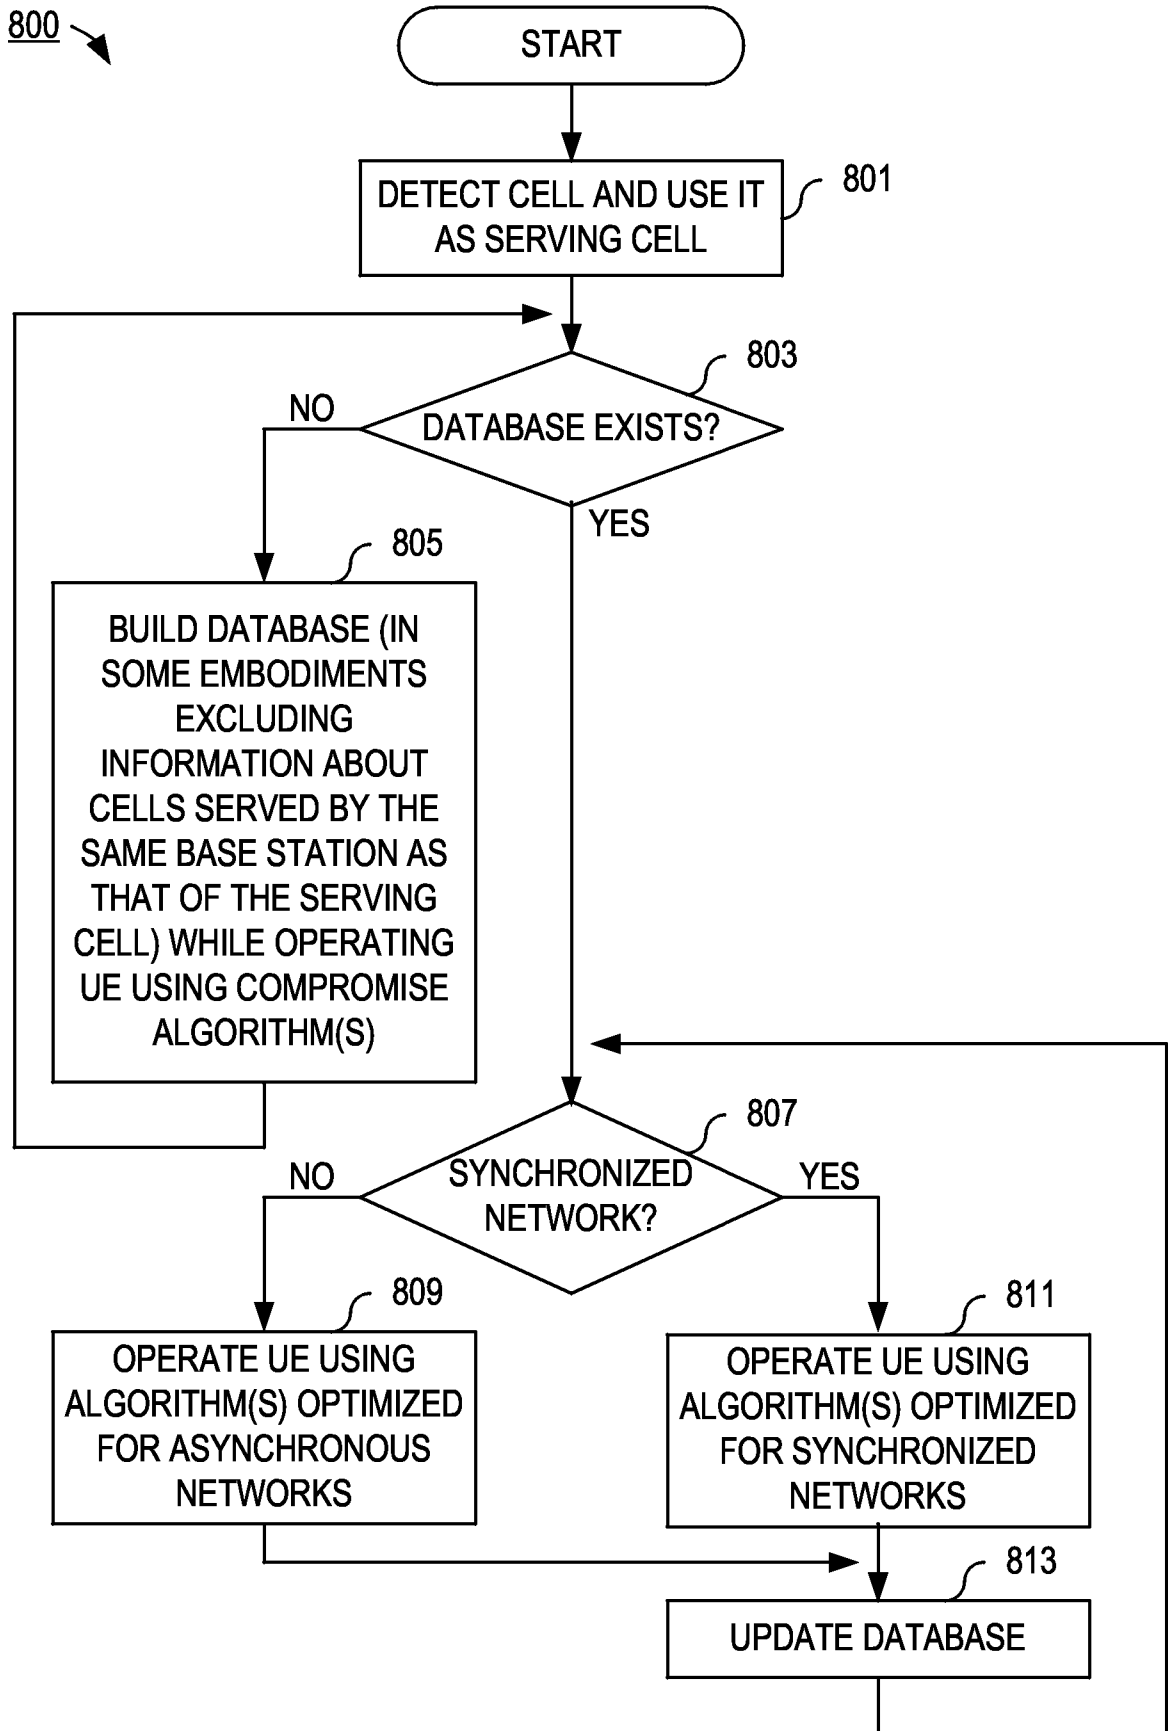 800
START
801
DETECT CELL AND USE IT
AS SERVING CELL
803
DATABASE EXISTS?
NO
YES
805
BUILD DATABASE (IN
SOME EMBODIMENTS
EXCLUDING
INFORMATION ABOUT
CELLS SERVED BY THE
SAME BASE STATION AS
THAT OF THE SERVING
CELL) WHILE OPERATING
UE USING COMPROMISE
ALGORITHM(S)
807
SYNCHRONIZED
NETWORK?
NO
YES
809
OPERATE UE USING
ALGORITHM(S) OPTIMIZED
FOR ASYNCHRONOUS
NETWORKS
811
OPERATE UE USING
ALGORITHM(S) OPTIMIZED
FOR SYNCHRONIZED
NETWORKS
813
UPDATE DATABASE